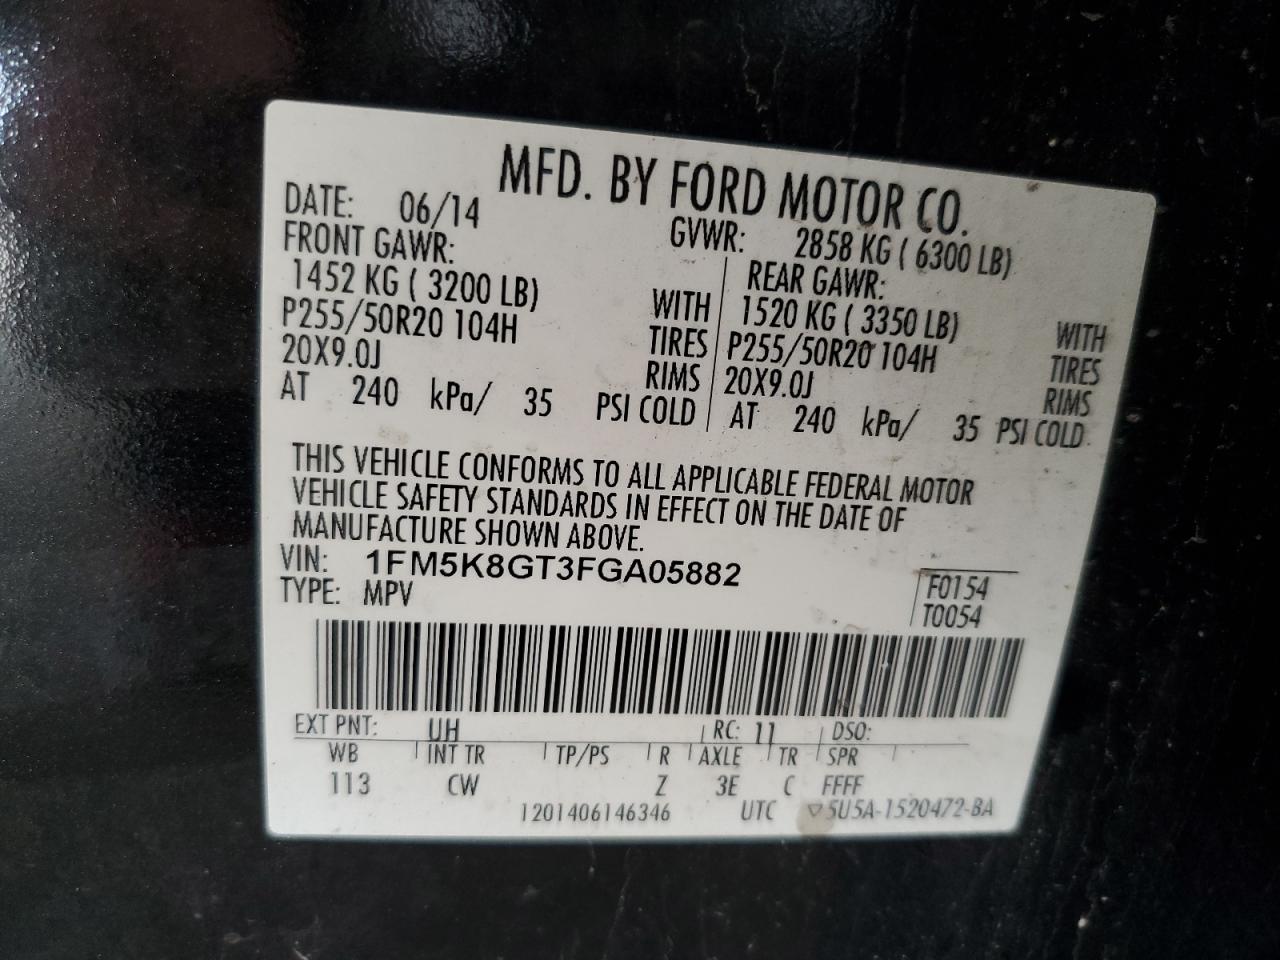 MFD. BY FORD MOTOR CO.
DATE: 06/14 GVWR: 2858 KG ( 6300 LB)
FRONT GAWR: REAR GAWR:
1452 KG ( 3200 LB) WITH 1520 KG ( 3350 LB) WITH
P255/50R20 104H TIRES P255/50R20 104H TIRES
20X9.0J RIMS 20X9.0J RIMS
AT 240 kPa/ 35 PSI COLD AT 240 kPa/ 35 PSI COLD
THIS VEHICLE CONFORMS TO ALL APPLICABLE FEDERAL MOTOR
VEHICLE SAFETY STANDARDS IN EFFECT ON THE DATE OF
MANUFACTURE SHOWN ABOVE.
VIN: 1FM5K8GT3FGA05882
TYPE: MPV F0154
T0054
EXT PNT: UH RC: 11 DSO:
WB INT TR TP/PS R AXLE TR SPR
113 CW Z 3E C FFFF
1201406146346 UTC ▽5U5A-1520472-BA